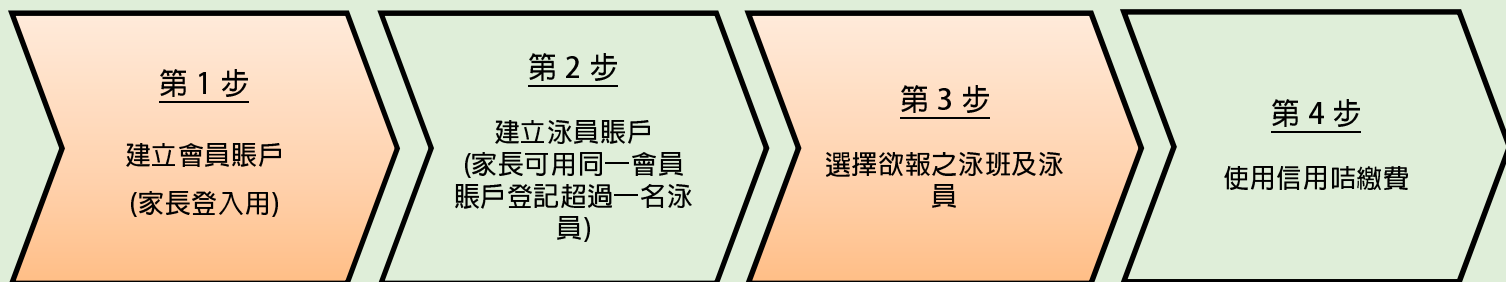 第 1 步
建立會員賬戶
(家長登入用)
第 2 步
建立泳員賬戶
(家長可用同一會員
賬戶登記超過一名泳
員)
第 3 步
選擇欲報之泳班及泳
員
第 4 步
使用信用咭繳費